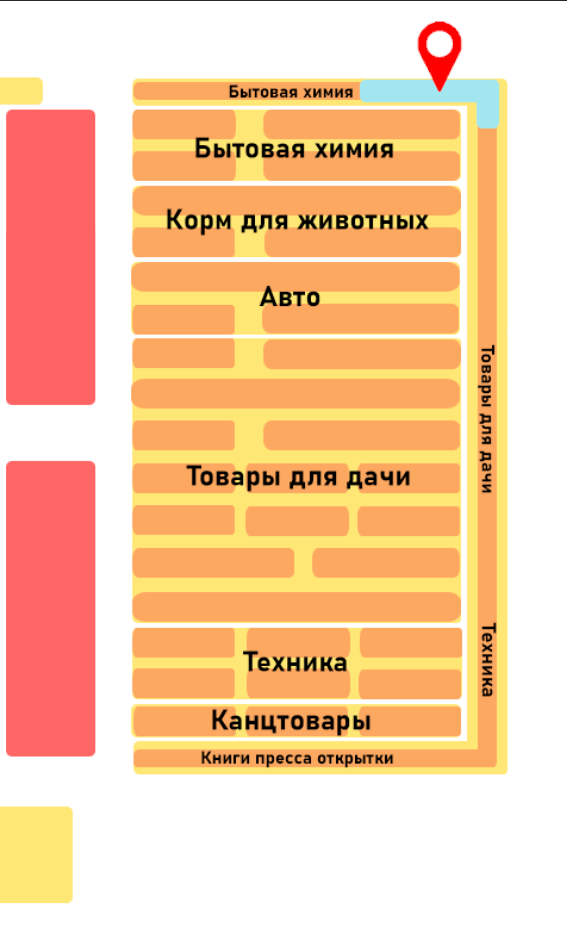 Бытовая химия
Бытовая химия
Корм для животных
Авто
Товары для дачи
Товары для дачи
Техника
Техника
Канцтовары
Книги пресса открытки